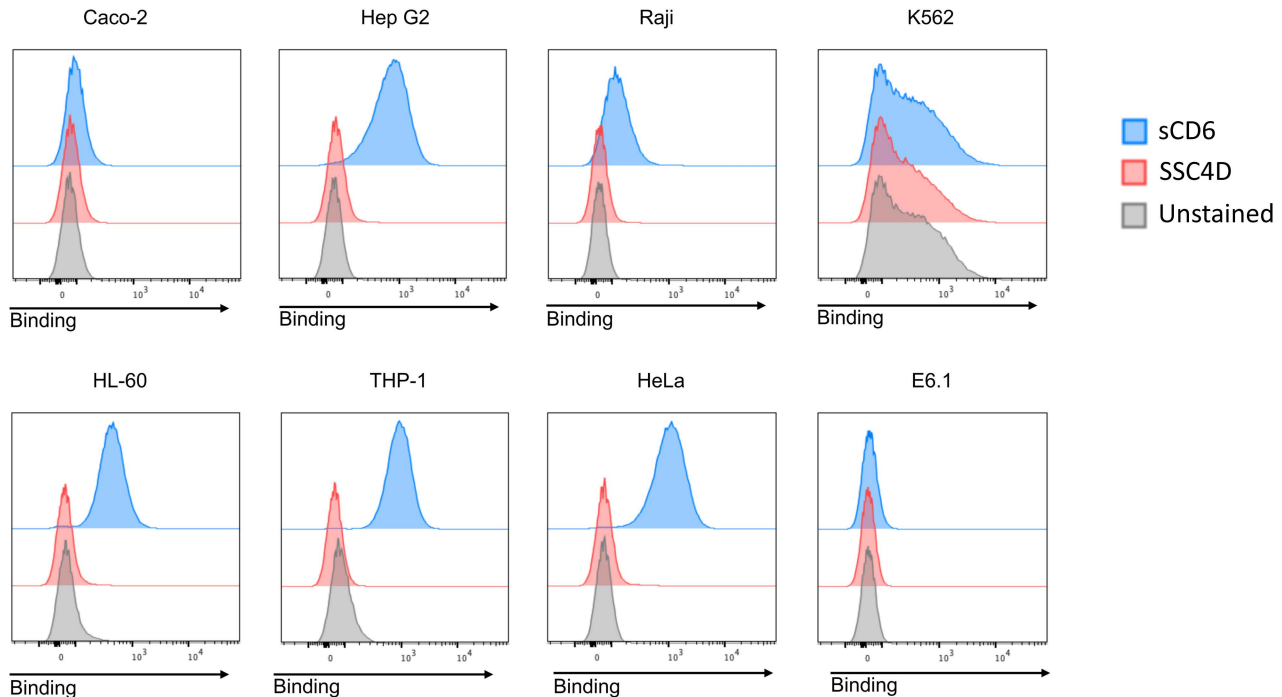 Caco-2
Hep G2
Raji
K562
sCD6
SSC4D
Unstained
0 10³ 10⁴
0 10³ 10⁴
0 10³ 10⁴
0 10³ 10⁴
Binding
Binding
Binding
Binding
HL-60
THP-1
HeLa
E6.1
0 10³ 10⁴
0 10³ 10⁴
0 10³ 10⁴
0 10³ 10⁴
Binding
Binding
Binding
Binding